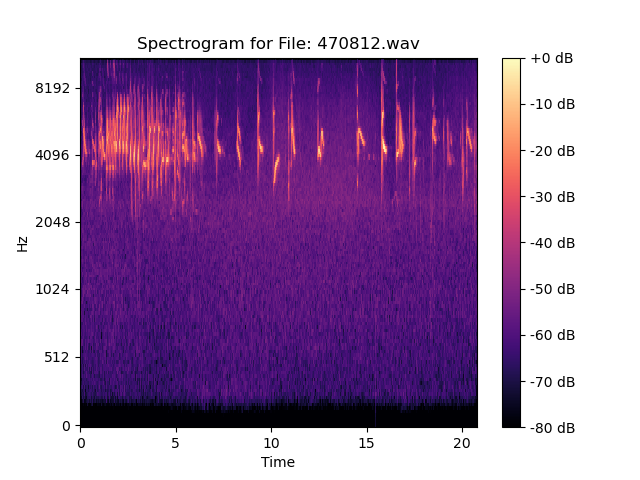 Spectrogram for File: 470812.wav
8192
4096
2048
1024
512
0
Hz
0
5
10
15
20
Time
+0 dB
-10 dB
-20 dB
-30 dB
-40 dB
-50 dB
-60 dB
-70 dB
-80 dB